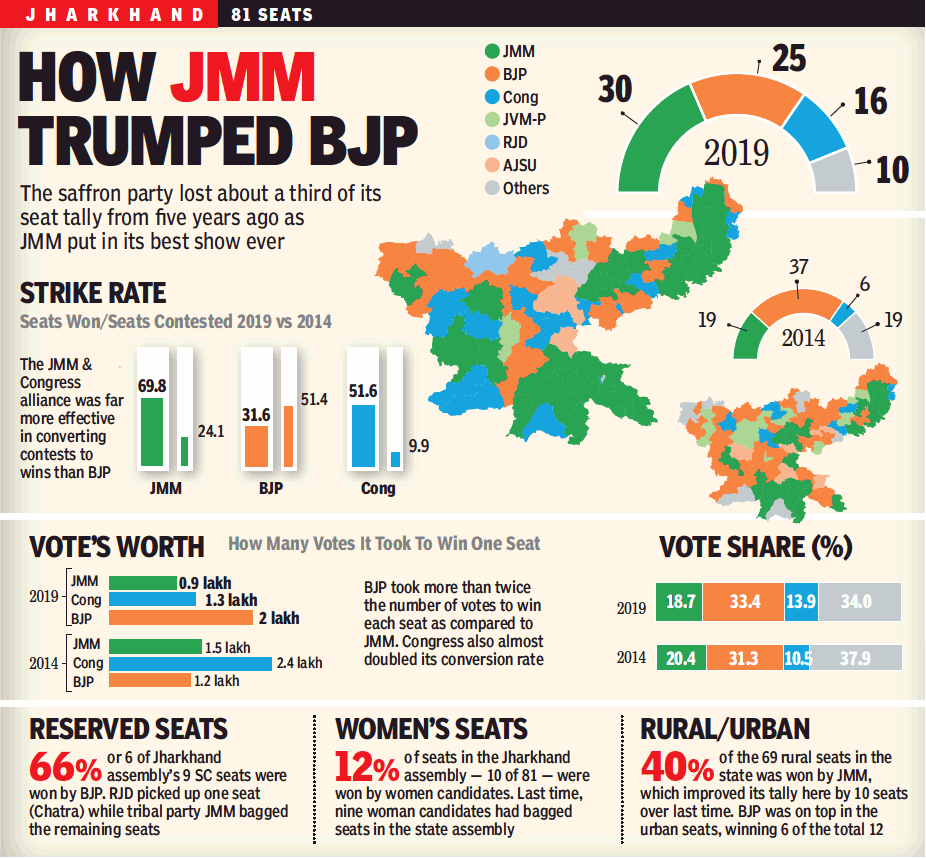 JHARKHAND 81 SEATS
HOW JMM
TRUMPED BJP
The saffron party lost about a third of its
seat tally from five years ago as
JMM put in its best show ever
JMM
BJP
Cong
JVM-P
RJD
AJSU
Others
30
25
16
10
2019
19
37
6
19
2014
STRIKE RATE
Seats Won/Seats Contested 2019 vs 2014
The JMM &
Congress
alliance was far
more effective
in converting
contests to
wins than BJP
69.8
24.1
JMM
31.6
51.4
BJP
51.6
9.9
Cong
VOTE'S WORTH How Many Votes It Took To Win One Seat
2019
JMM 0.9 lakh
Cong 1.3 lakh
BJP 2 lakh
2014
JMM 1.5 lakh
Cong 2.4 lakh
BJP 1.2 lakh
BJP took more than twice
the number of votes to win
each seat as compared to
JMM. Congress also almost
doubled its conversion rate
VOTE SHARE (%)
2019 18.7 33.4 13.9 34.0
2014 20.4 31.3 10.5 37.9
RESERVED SEATS
66% or 6 of Jharkhand
assembly's 9 SC seats were
won by BJP. RJD picked up one seat
(Chatra) while tribal party JMM bagged
the remaining seats
WOMEN'S SEATS
12% of seats in the Jharkhand
assembly — 10 of 81 — were
won by women candidates. Last time,
nine woman candidates had bagged
seats in the state assembly
RURAL/URBAN
40% of the 69 rural seats in the
state was won by JMM,
which improved its tally here by 10 seats
over last time. BJP was on top in the
urban seats, winning 6 of the total 12